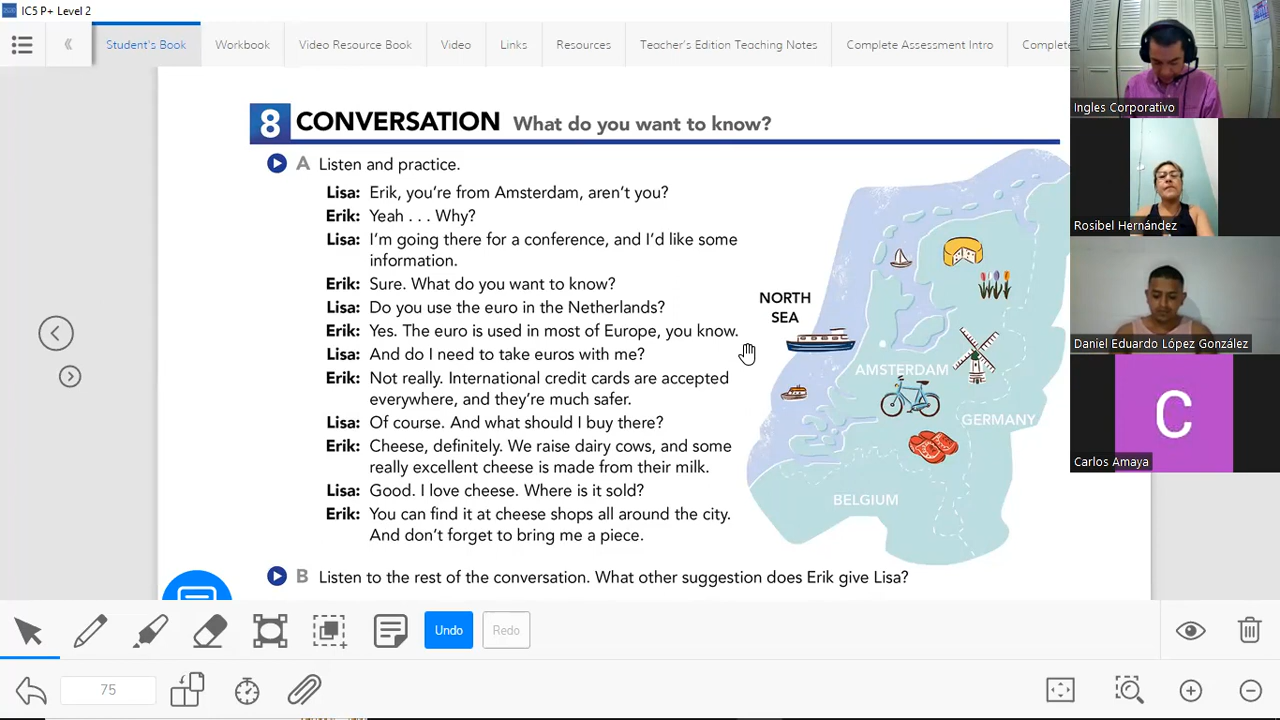 IC5 P+ Level 2
Student's Book
Workbook
Video Resource Book
Video
Links
Resources
Teacher's Edition Teaching Notes
Complete Assessment Intro
Complete
8 CONVERSATION What do you want to know?
A Listen and practice.
Lisa: Erik, you're from Amsterdam, aren't you?
Erik: Yeah . . . Why?
Lisa: I'm going there for a conference, and I'd like some
information.
Erik: Sure. What do you want to know?
Lisa: Do you use the euro in the Netherlands?
Erik: Yes. The euro is used in most of Europe, you know.
Lisa: And do I need to take euros with me?
Erik: Not really. International credit cards are accepted
everywhere, and they're much safer.
Lisa: Of course. And what should I buy there?
Erik: Cheese, definitely. We raise dairy cows, and some
really excellent cheese is made from their milk.
Lisa: Good. I love cheese. Where is it sold?
Erik: You can find it at cheese shops all around the city.
And don't forget to bring me a piece.
B Listen to the rest of the conversation. What other suggestion does Erik give Lisa?
NORTH
SEA
AMSTERDAM
GERMANY
BELGIUM
Ingles Corporativo
Rosibel Hernández
Daniel Eduardo López González
C
Carlos Amaya
Undo
Redo
75